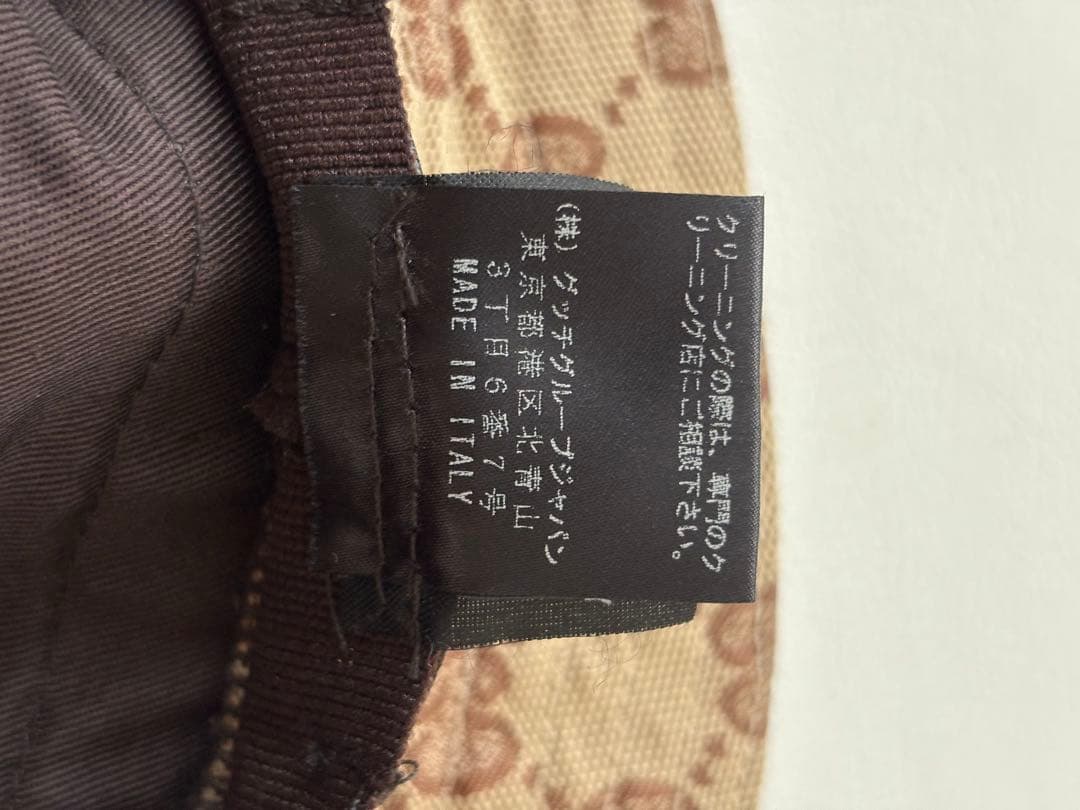 クリーニングの際は、専門のク
リーニング店にご相談下さい。
(株)グッチグループジャパン
東京都港区北青山
3丁目6番7号
MADE IN ITALY